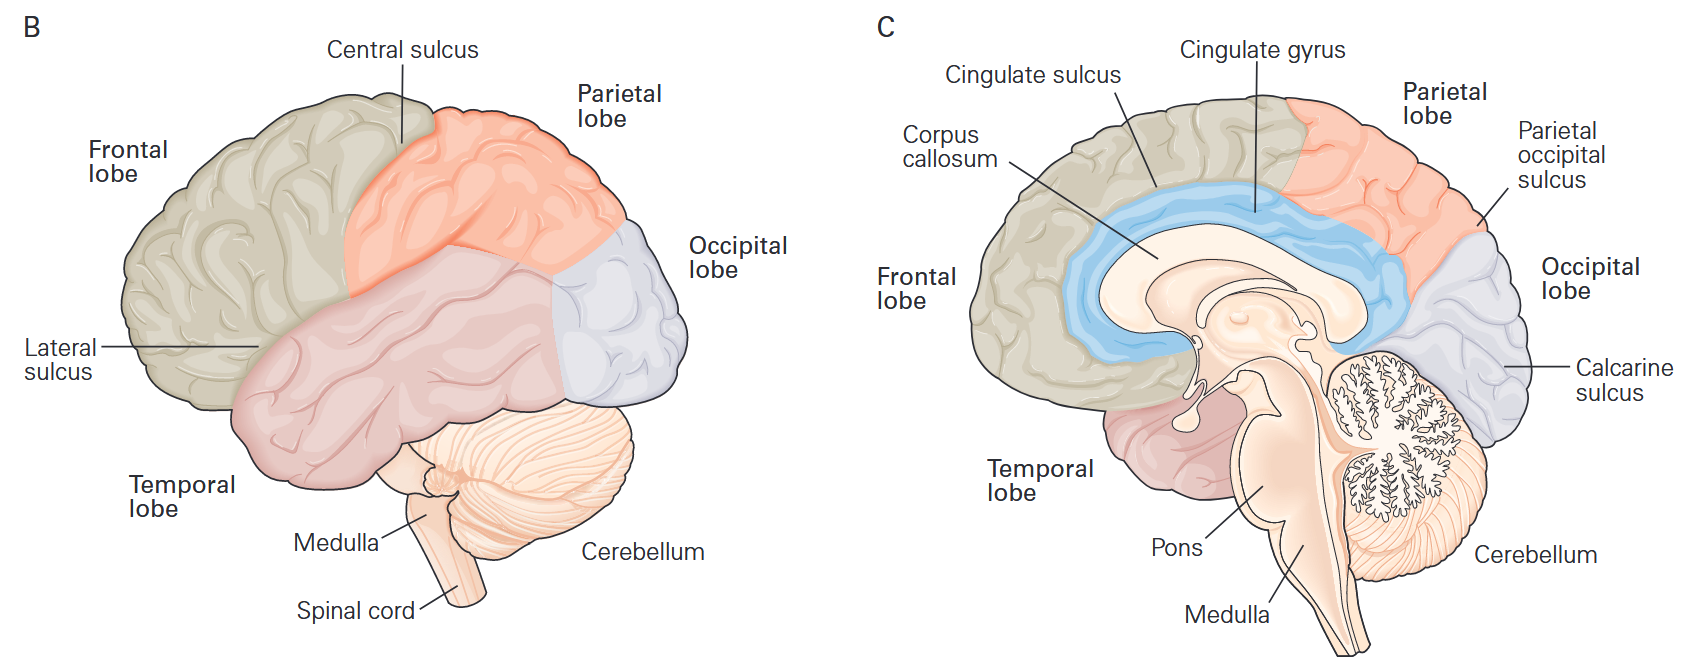 B
Central sulcus
Parietal
lobe
Frontal
lobe
Occipital
lobe
Lateral
sulcus
Temporal
lobe
Medulla
Cerebellum
Spinal cord
C
Cingulate gyrus
Cingulate sulcus
Parietal
lobe
Corpus
callosum
Parietal
occipital
sulcus
Frontal
lobe
Occipital
lobe
Calcarine
sulcus
Temporal
lobe
Pons
Cerebellum
Medulla